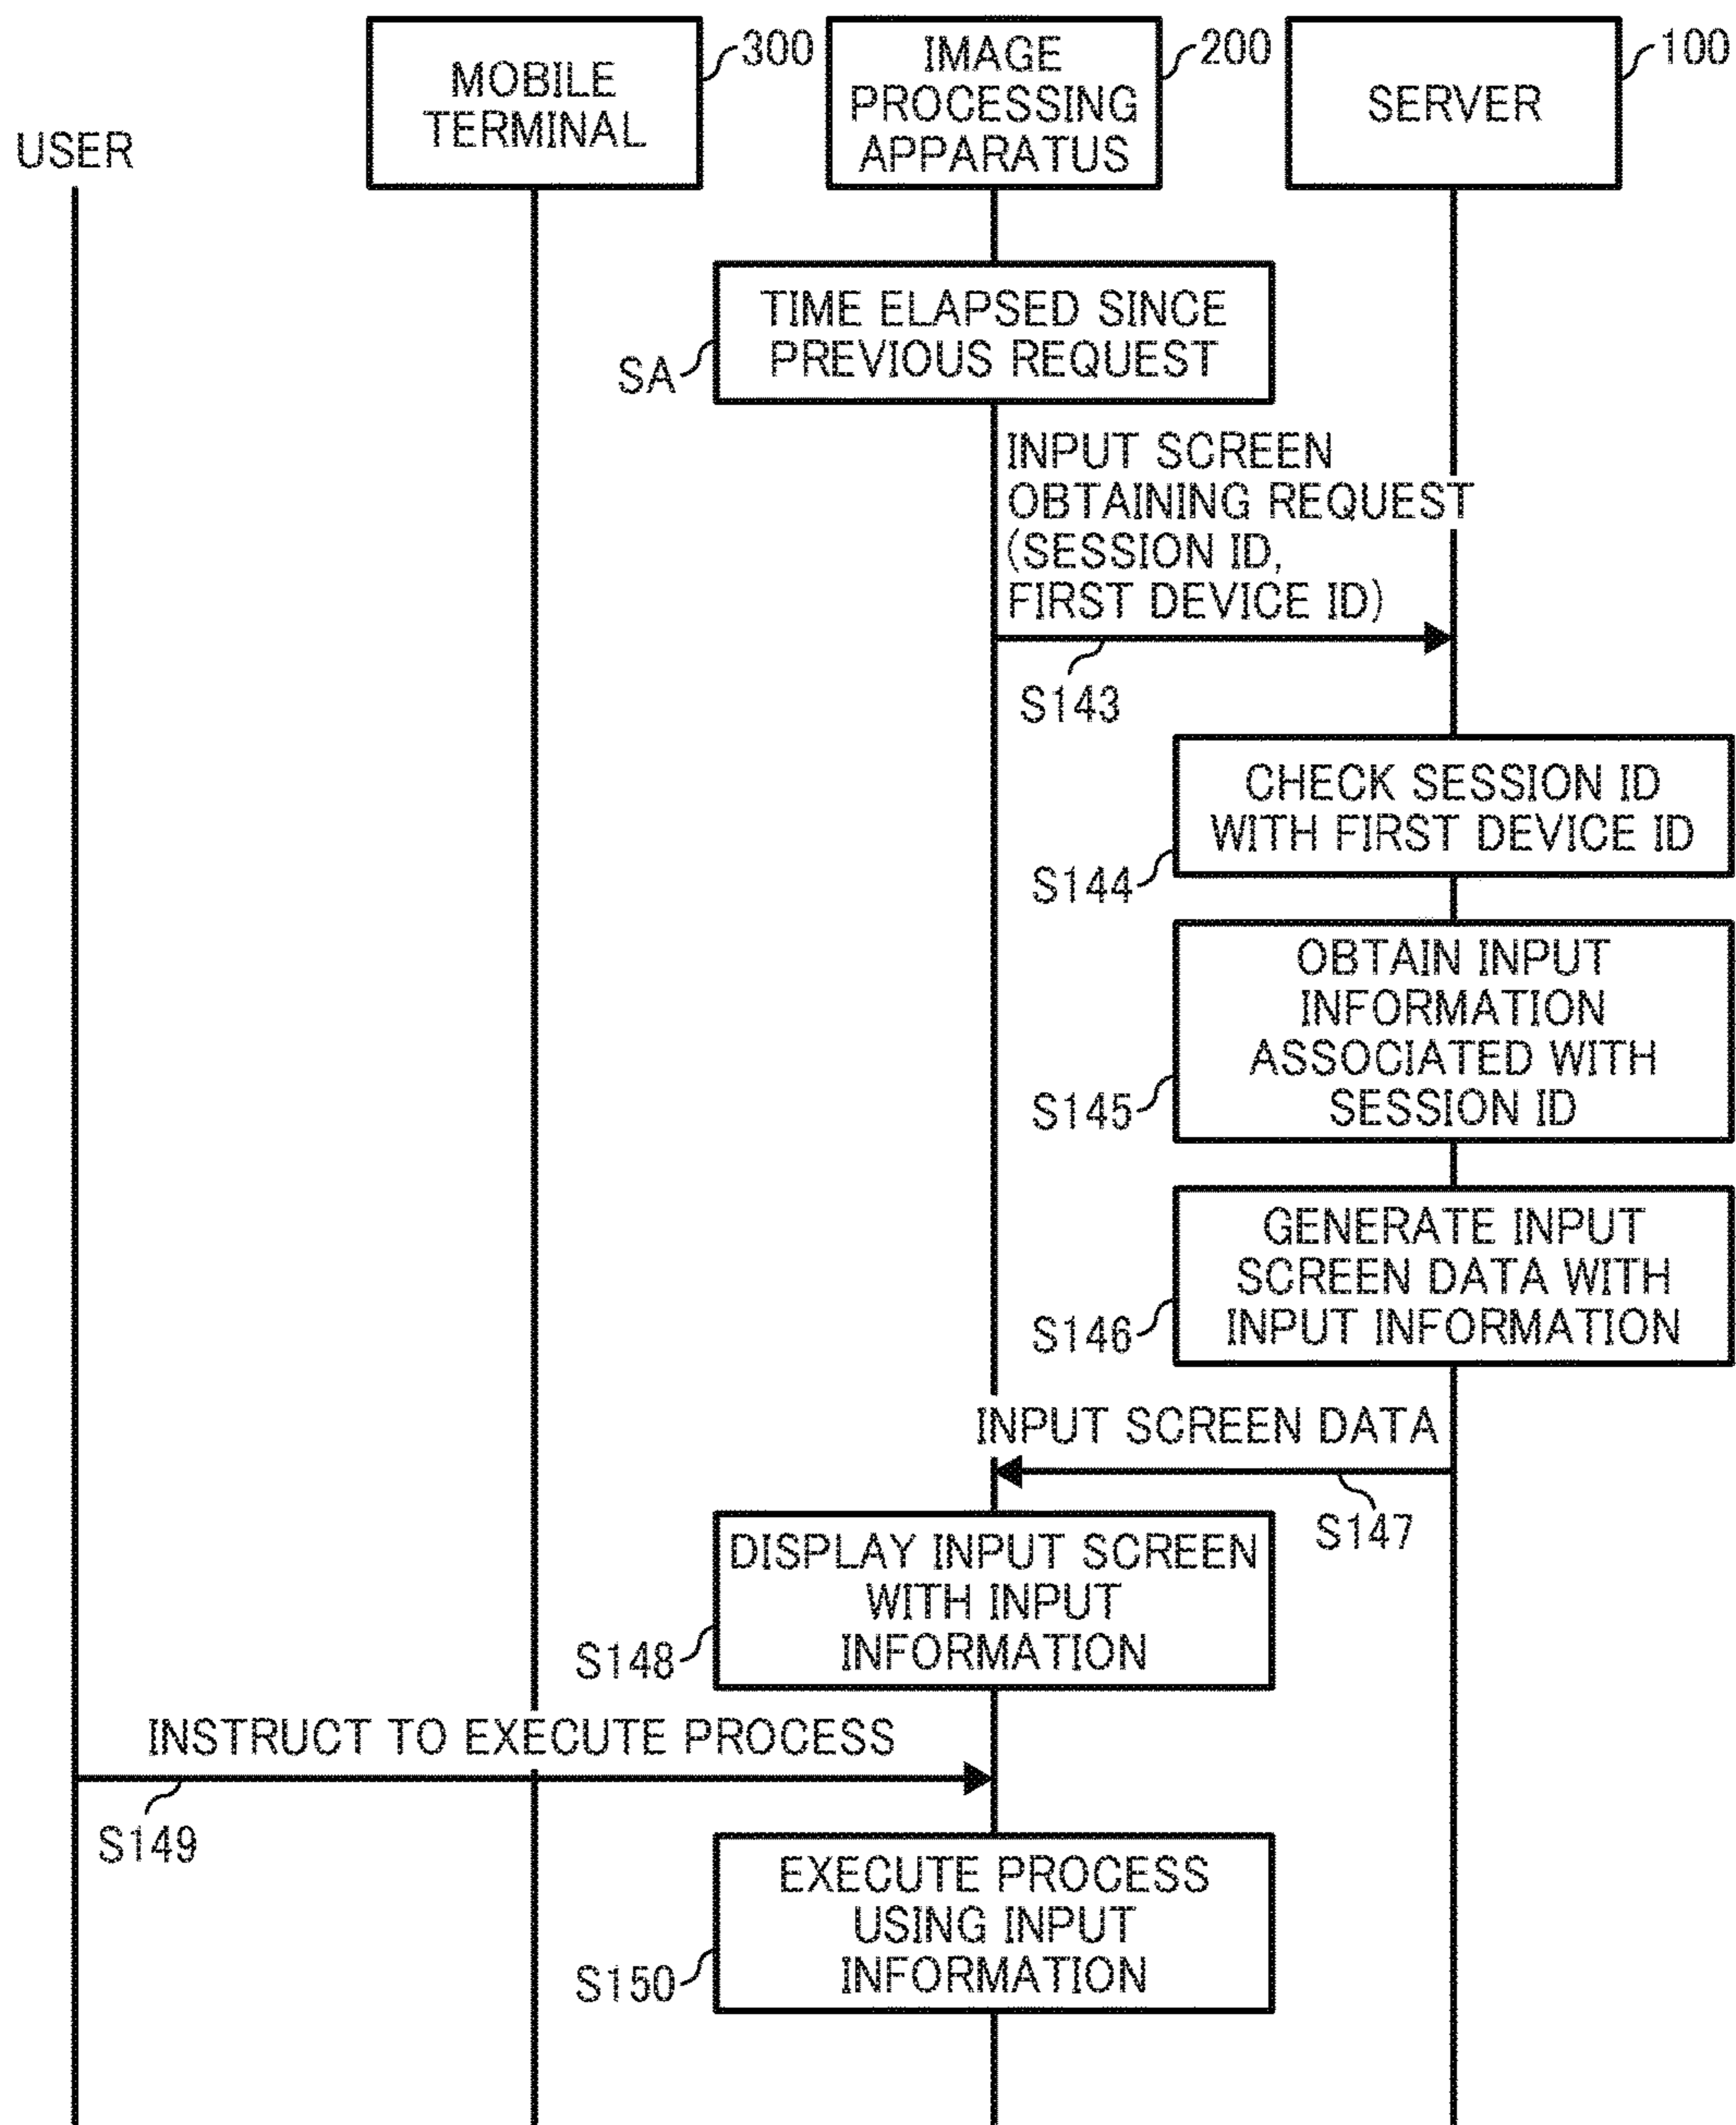 USER
MOBILE
TERMINAL
300
IMAGE
PROCESSING
APPARATUS
200
SERVER
100
TIME ELAPSED SINCE
PREVIOUS REQUEST
SA
INPUT SCREEN
OBTAINING REQUEST
(SESSION ID,
FIRST DEVICE ID)
S143
CHECK SESSION ID
WITH FIRST DEVICE ID
S144
OBTAIN INPUT
INFORMATION
ASSOCIATED WITH
SESSION ID
S145
GENERATE INPUT
SCREEN DATA WITH
INPUT INFORMATION
S146
INPUT SCREEN DATA
S147
DISPLAY INPUT SCREEN
WITH INPUT
INFORMATION
S148
INSTRUCT TO EXECUTE PROCESS
S149
EXECUTE PROCESS
USING INPUT
INFORMATION
S150